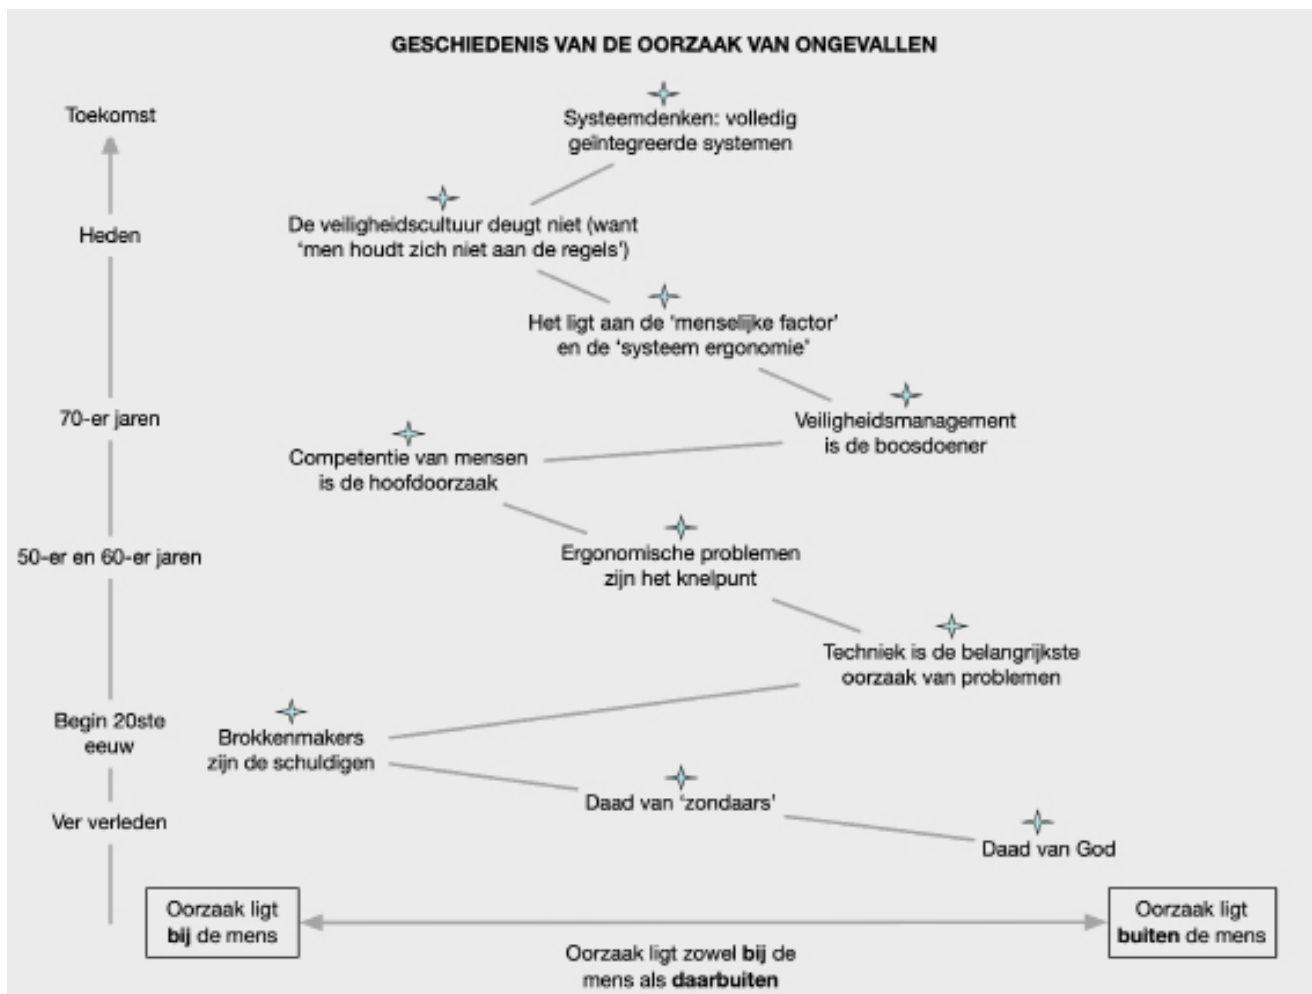 GESCHIEDENIS VAN DE OORZAAK VAN ONGEVALLEN
Toekomst
Systeemdenken: volledig
geïntegreerde systemen
Heden
De veiligheidscultuur deugt niet (want
‘men houdt zich niet aan de regels’)
Het ligt aan de ‘menselijke factor’
en de ‘systeem ergonomie’
70-er jaren
Veiligheidsmanagement
is de boosdoener
Competentie van mensen
is de hoofdoorzaak
50-er en 60-er jaren
Ergonomische problemen
zijn het knelpunt
Techniek is de belangrijkste
oorzaak van problemen
Begin 20ste
eeuw
Brokkenmakers
zijn de schuldigen
Daad van ‘zondaars’
Ver verleden
Daad van God
Oorzaak ligt
bij de mens
Oorzaak ligt zowel bij de
mens als daarbuiten
Oorzaak ligt
buiten de mens